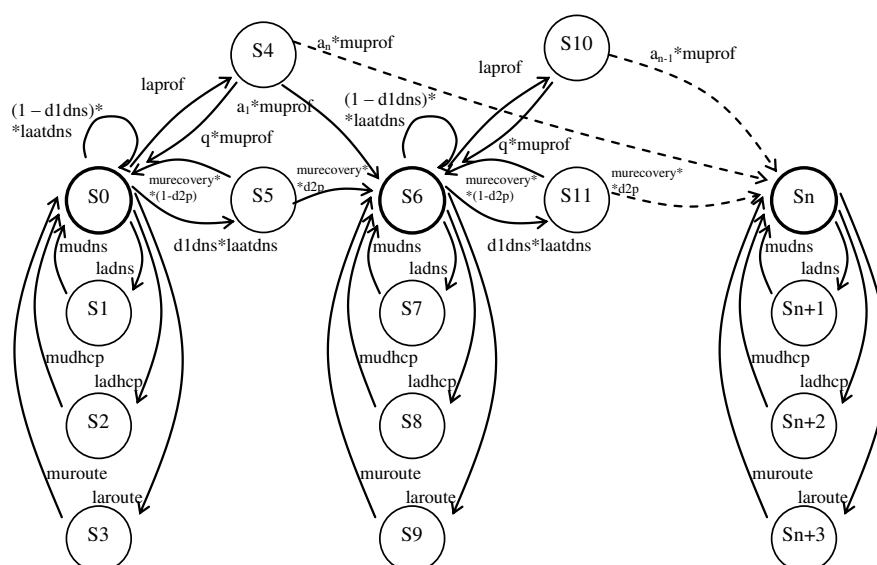 S4
S10
aₙ*muprof
aₙ₋₁*muprof
laprof
laprof
(1 – d1dns)*
*laatdns
a₁*muprof
(1 – d1dns)*
*laatdns
q*muprof
q*muprof
S0
murecovery*
*(1-d2p)
S5
murecovery*
*d2p
S6
murecovery*
*(1-d2p)
S11
murecovery*
*d2p
Sn
d1dns*laatdns
d1dns*laatdns
mudns
ladns
mudns
ladns
mudns
ladns
S1
S7
Sn+1
mudhcp
ladhcp
mudhcp
ladhcp
mudhcp
ladhcp
S2
S8
Sn+2
muroute
laroute
muroute
laroute
muroute
laroute
S3
S9
Sn+3